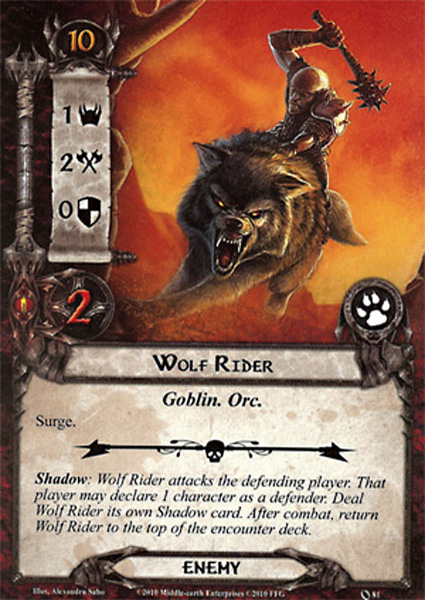 10
1
2
0
2
Wolf Rider
Goblin. Orc.
Surge.
Shadow: Wolf Rider attacks the defending player. That
player may declare 1 character as a defender. Deal
Wolf Rider its own Shadow card. After combat, return
Wolf Rider to the top of the encounter deck.
ENEMY
Illus. Alexandru Sabo ©2010 Middle-earth Enterprises ©2010 FFG 81